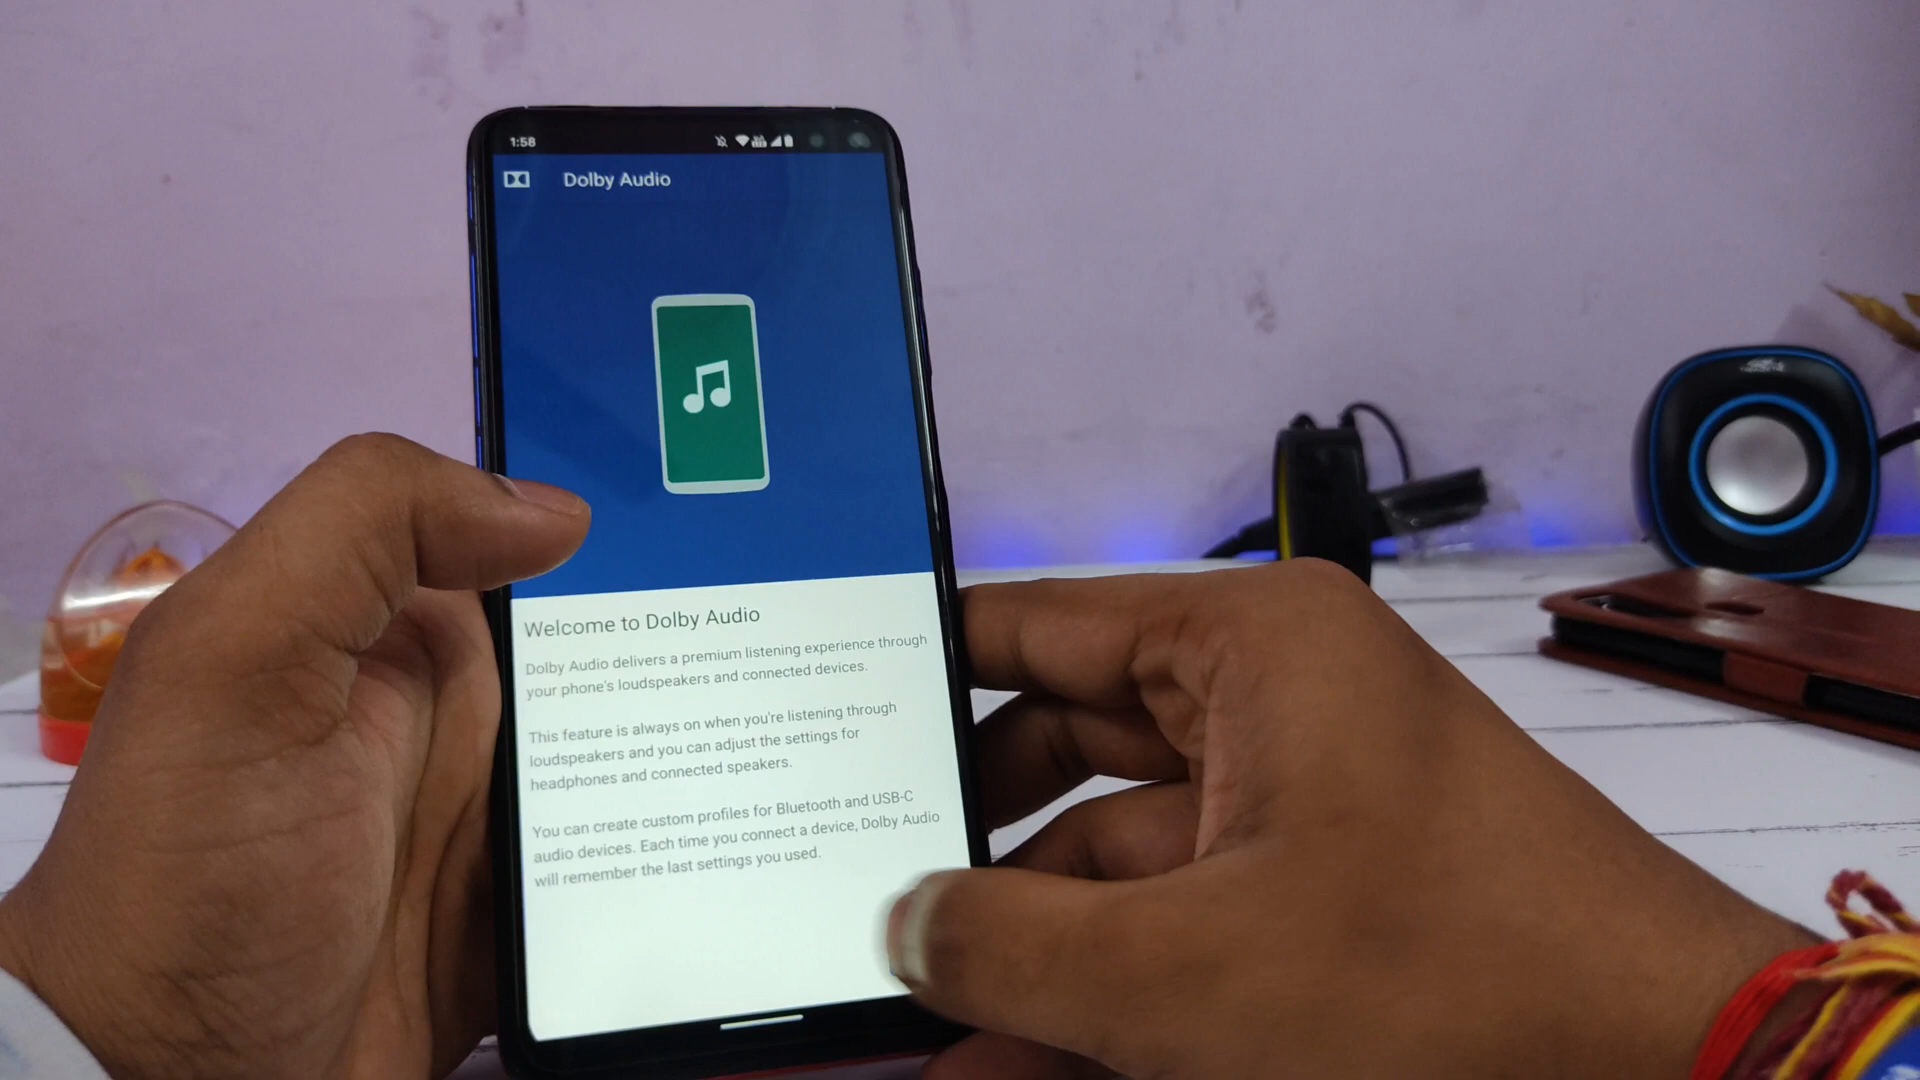 1:58
Dolby Audio
Welcome to Dolby Audio
Dolby Audio delivers a premium listening experience through
your phone's loudspeakers and connected devices.
This feature is always on when you're listening through
loudspeakers and you can adjust the settings for
headphones and connected speakers.
You can create custom profiles for Bluetooth and USB-C
audio devices. Each time you connect a device, Dolby Audio
will remember the last settings you used.